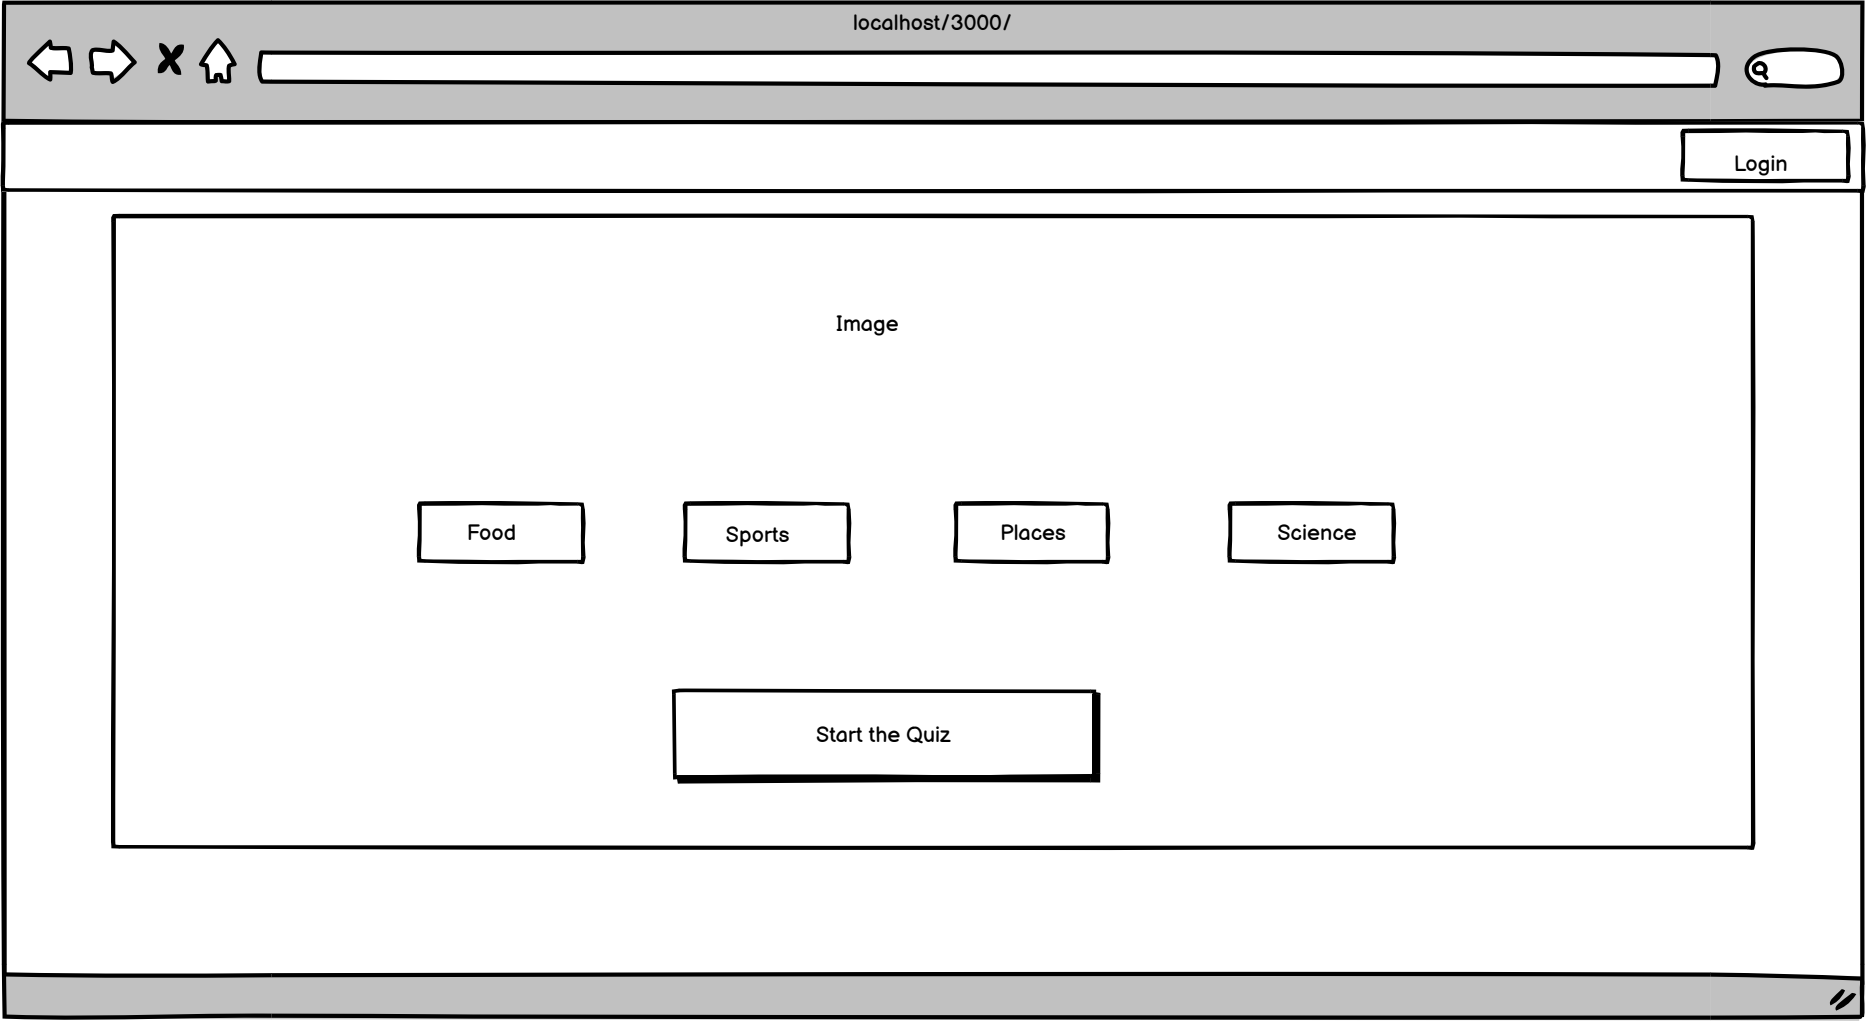 localhost/3000/
Login
Image
Food
Sports
Places
Science
Start the Quiz